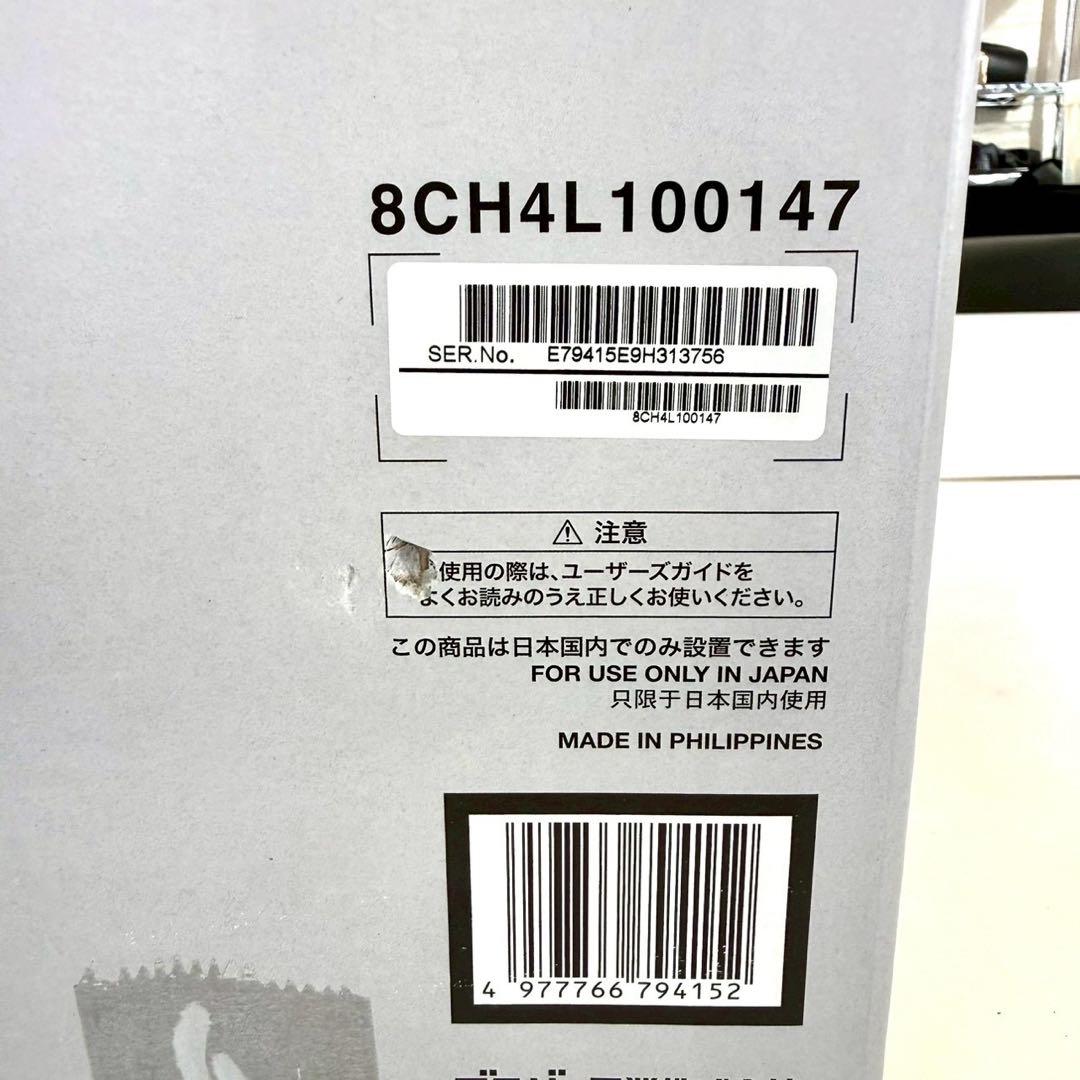 8CH4L100147
SER.No. E79415E9H313756
8CH4L100147
⚠ 注意
使用の際は、ユーザーズガイドを
よくお読みのうえ正しくお使いください。
この商品は日本国内でのみ設置できます
FOR USE ONLY IN JAPAN
只限于日本国内使用
MADE IN PHILIPPINES
4 977766 794152